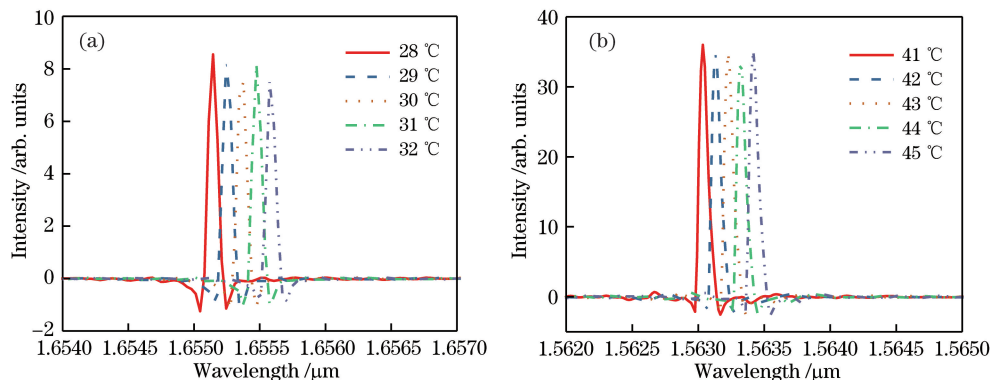 (a)
28 ℃
29 ℃
30 ℃
31 ℃
32 ℃
Intensity /arb. units
10
8
6
4
2
0
−2
1.6540 1.6545 1.6550 1.6555 1.6560 1.6565 1.6570
Wavelength /μm
(b)
41 ℃
42 ℃
43 ℃
44 ℃
45 ℃
Intensity /arb. units
40
30
20
10
0
1.5620 1.5625 1.5630 1.5635 1.5640 1.5645 1.5650
Wavelength /μm